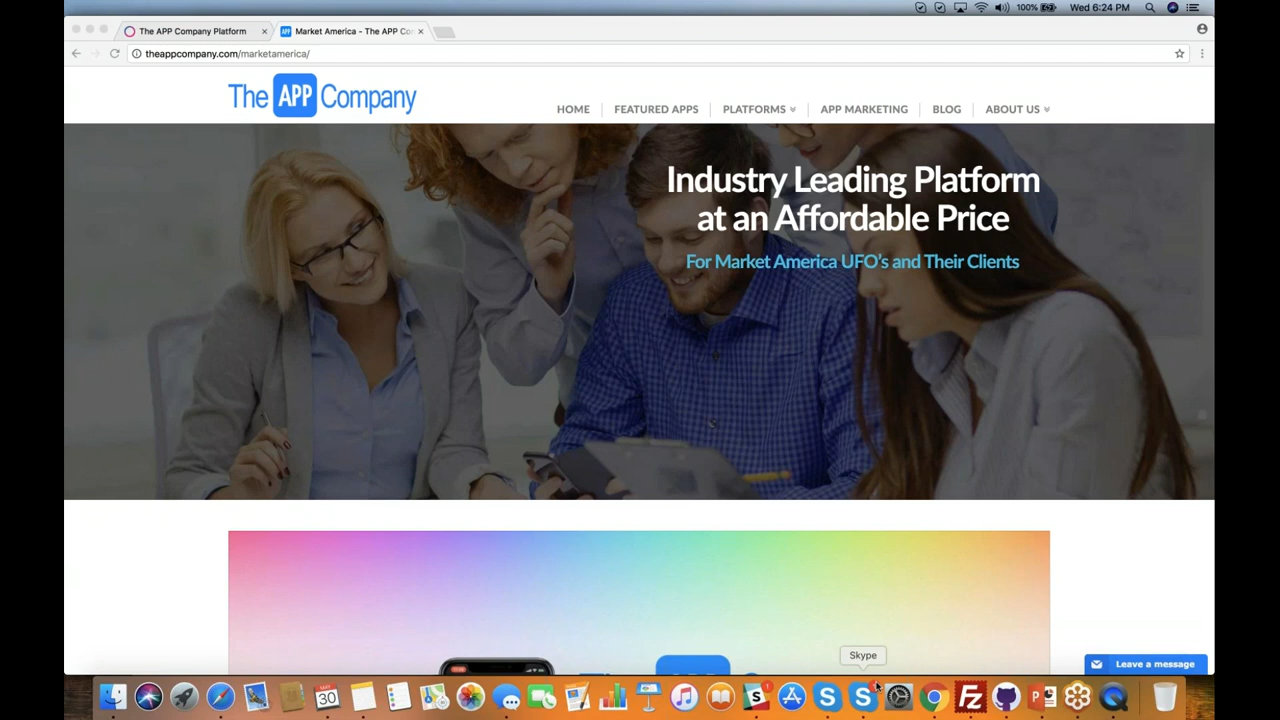 100%
Wed 6:24 PM
The APP Company Platform
Market America - The APP Co
theappcompany.com/marketamerica/
The APP Company
HOME
FEATURED APPS
PLATFORMS
APP MARKETING
BLOG
ABOUT US
Industry Leading Platform
at an Affordable Price
For Market America UFO's and Their Clients
Skype
Leave a message
30